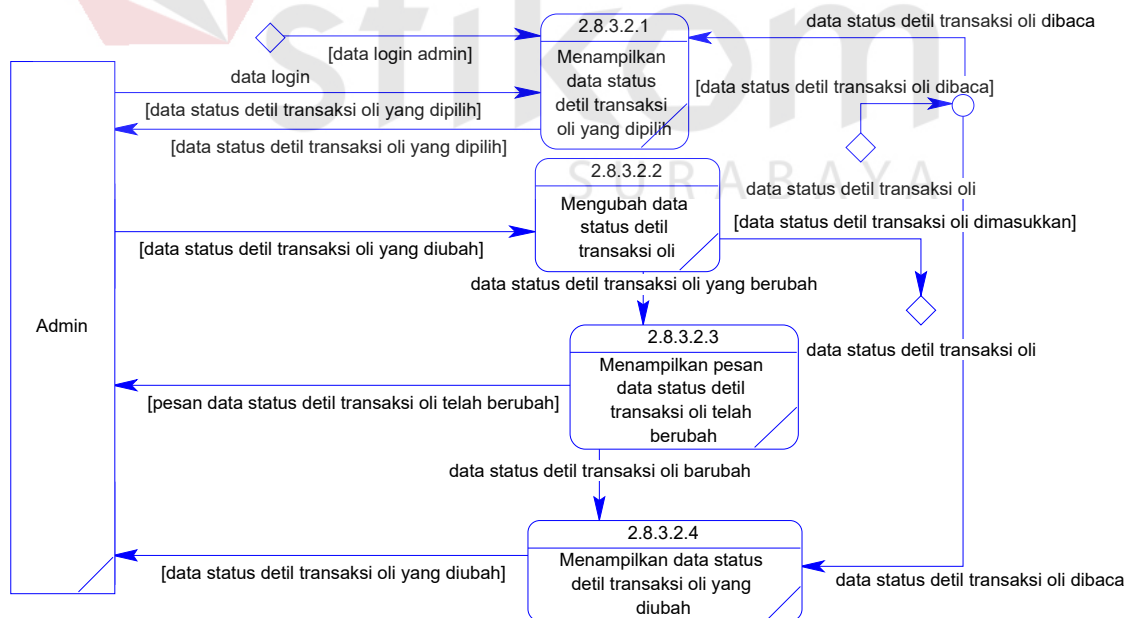 stikom
SURABAYA
data status detil transaksi oli dibaca
2.8.3.2.1
Menampilkan
data status
detil transaksi
oli yang dipilih
[data login admin]
data login
[data status detil transaksi oli yang dipilih]
[data status detil transaksi oli yang dipilih]
[data status detil transaksi oli dibaca]
2.8.3.2.2
Mengubah data
status detil
transaksi oli
data status detil transaksi oli
[data status detil transaksi oli dimasukkan]
[data status detil transaksi oli yang diubah]
data status detil transaksi oli yang berubah
Admin
2.8.3.2.3
Menampilkan pesan
data status detil
transaksi oli telah
berubah
data status detil transaksi oli
[pesan data status detil transaksi oli telah berubah]
data status detil transaksi oli barubah
2.8.3.2.4
Menampilkan data status
detil transaksi oli yang
diubah
[data status detil transaksi oli yang diubah]
data status detil transaksi oli dibaca